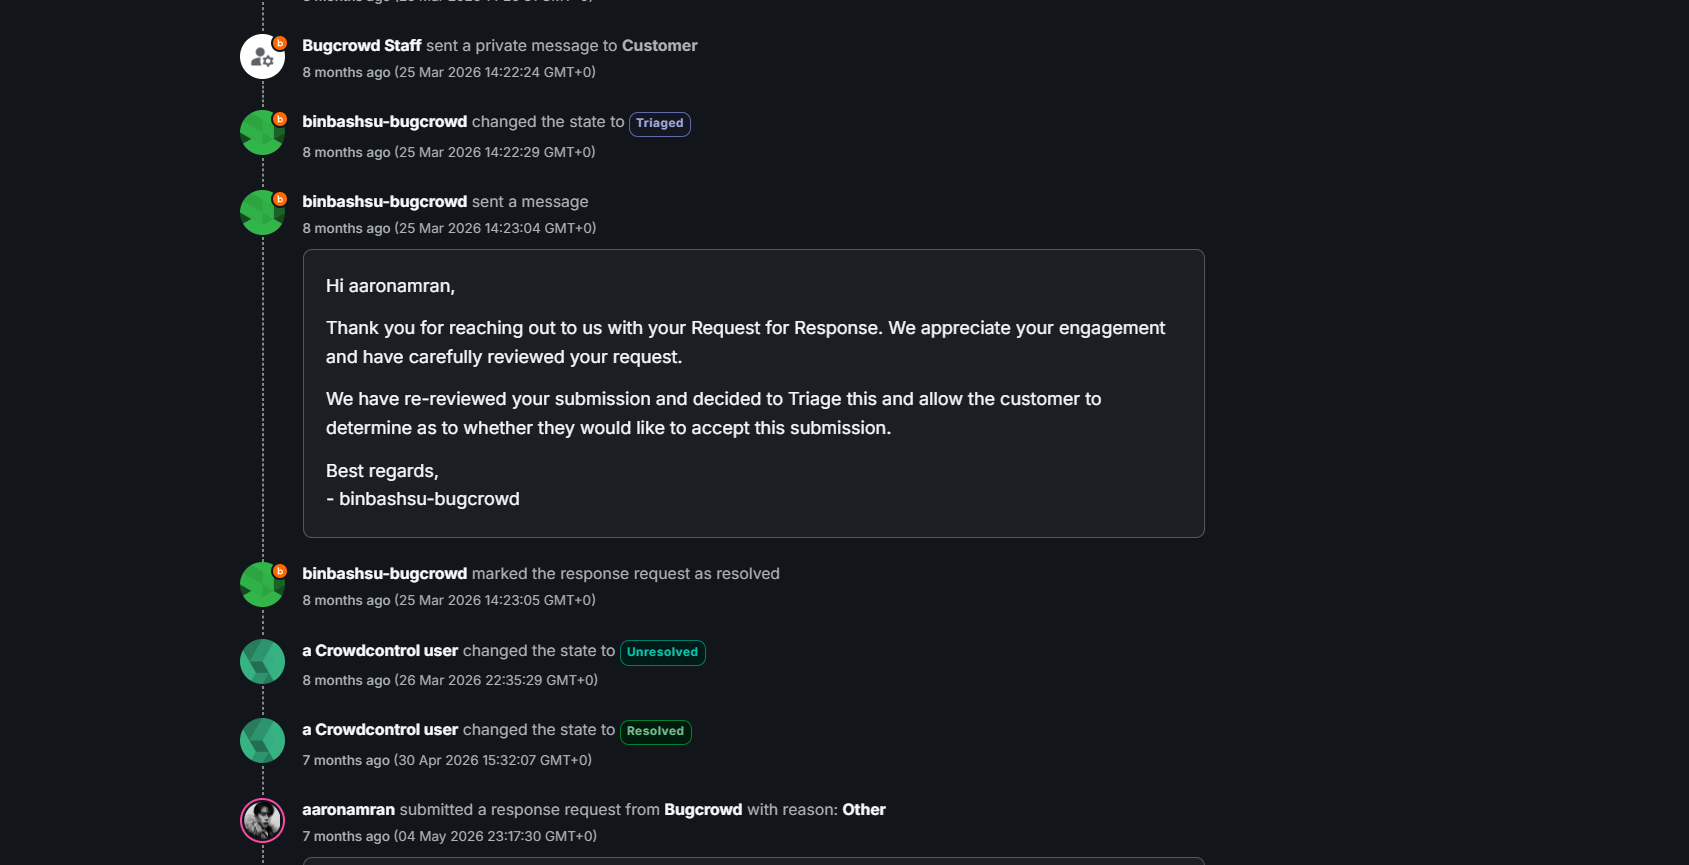 Bugcrowd Staff sent a private message to Customer
8 months ago (25 Mar 2026 14:22:24 GMT+0)
binbashsu-bugcrowd changed the state to Triaged
8 months ago (25 Mar 2026 14:22:29 GMT+0)
binbashsu-bugcrowd sent a message
8 months ago (25 Mar 2026 14:23:04 GMT+0)
Hi aaronamran,
Thank you for reaching out to us with your Request for Response. We appreciate your engagement
and have carefully reviewed your request.
We have re-reviewed your submission and decided to Triage this and allow the customer to
determine as to whether they would like to accept this submission.
Best regards,
- binbashsu-bugcrowd
binbashsu-bugcrowd marked the response request as resolved
8 months ago (25 Mar 2026 14:23:05 GMT+0)
a Crowdcontrol user changed the state to Unresolved
8 months ago (26 Mar 2026 22:35:29 GMT+0)
a Crowdcontrol user changed the state to Resolved
7 months ago (30 Apr 2026 15:32:07 GMT+0)
aaronamran submitted a response request from Bugcrowd with reason: Other
7 months ago (04 May 2026 23:17:30 GMT+0)